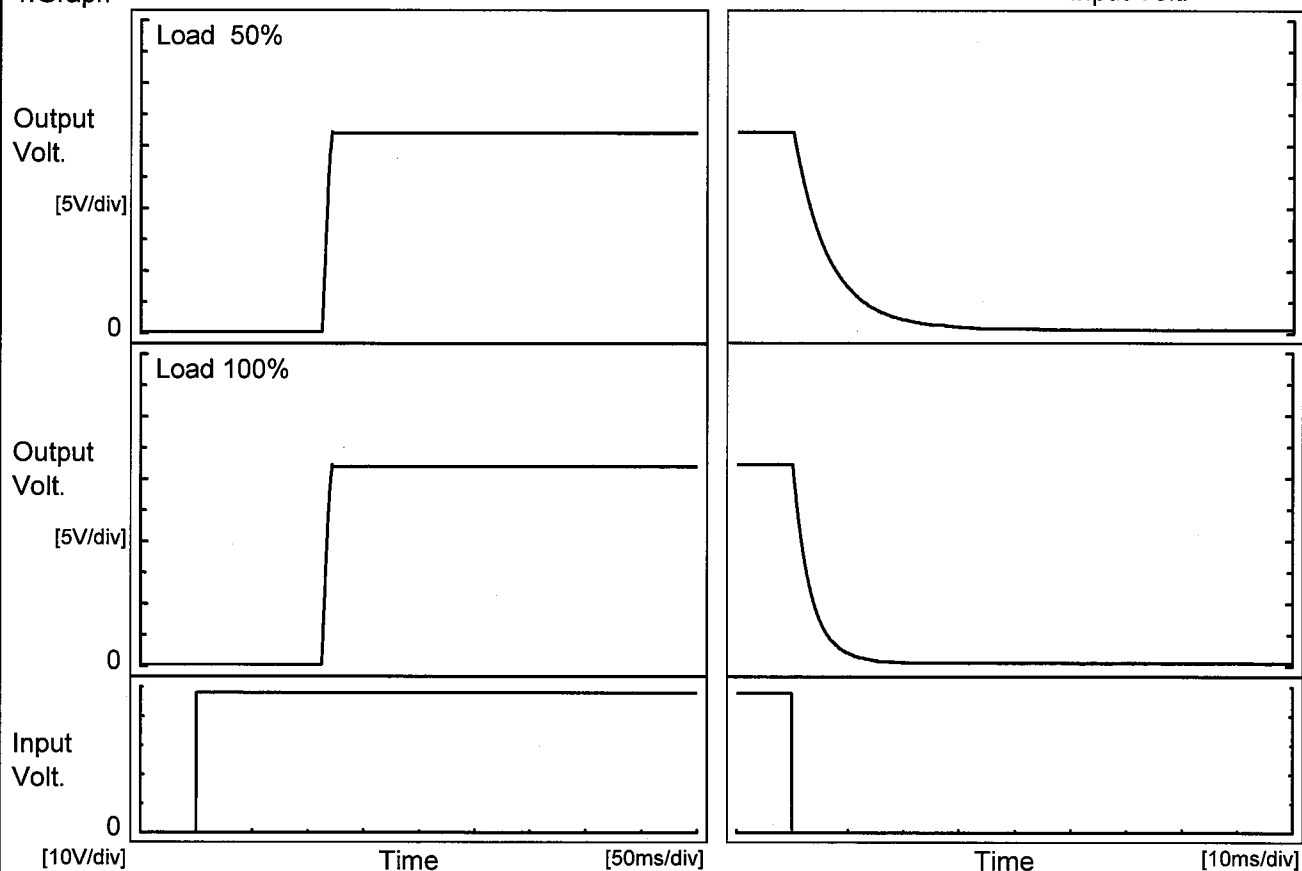 Load 50%
Output
Volt.
[5V/div]
0
Load 100%
Output
Volt.
[5V/div]
0
Input
Volt.
0
[10V/div]
Time
[50ms/div]
Time
[10ms/div]